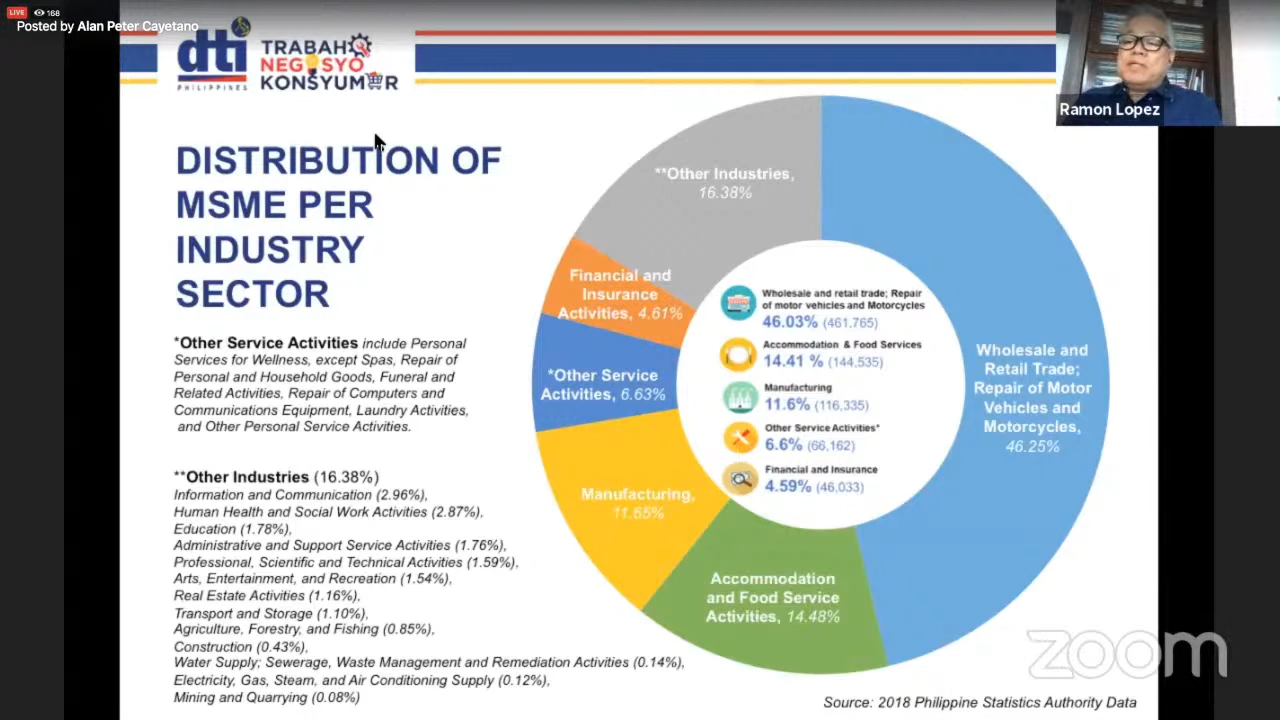 LIVE 168
Posted by Alan Peter Cayetano
dti
PHILIPPINES
TRABAHO
NEGOSYO
KONSYUMER
Ramon Lopez
DISTRIBUTION OF
MSME PER
INDUSTRY
SECTOR
*Other Service Activities include Personal
Services for Wellness, except Spas, Repair of
Personal and Household Goods, Funeral and
Related Activities, Repair of Computers and
Communications Equipment, Laundry Activities,
and Other Personal Service Activities.
**Other Industries (16.38%)
Information and Communication (2.96%),
Human Health and Social Work Activities (2.87%),
Education (1.78%),
Administrative and Support Service Activities (1.76%),
Professional, Scientific and Technical Activities (1.59%),
Arts, Entertainment, and Recreation (1.54%),
Real Estate Activities (1.16%),
Transport and Storage (1.10%),
Agriculture, Forestry, and Fishing (0.85%),
Construction (0.43%),
Water Supply; Sewerage, Waste Management and Remediation Activities (0.14%),
Electricity, Gas, Steam, and Air Conditioning Supply (0.12%),
Mining and Quarrying (0.08%)
**Other Industries,
16.38%
Financial and
Insurance
Activities, 4.61%
*Other Service
Activities, 6.63%
Manufacturing,
11.65%
Accommodation
and Food Service
Activities, 14.48%
Wholesale and
Retail Trade;
Repair of Motor
Vehicles and
Motorcycles,
46.25%
Wholesale and retail trade; Repair
of motor vehicles and Motorcycles
46.03% (461.765)
Accommodation & Food Services
14.41 % (144,535)
Manufacturing
11.6% (116,335)
Other Service Activities*
6.6% (66,162)
Financial and Insurance
4.59% (46,033)
zoom
Source: 2018 Philippine Statistics Authority Data